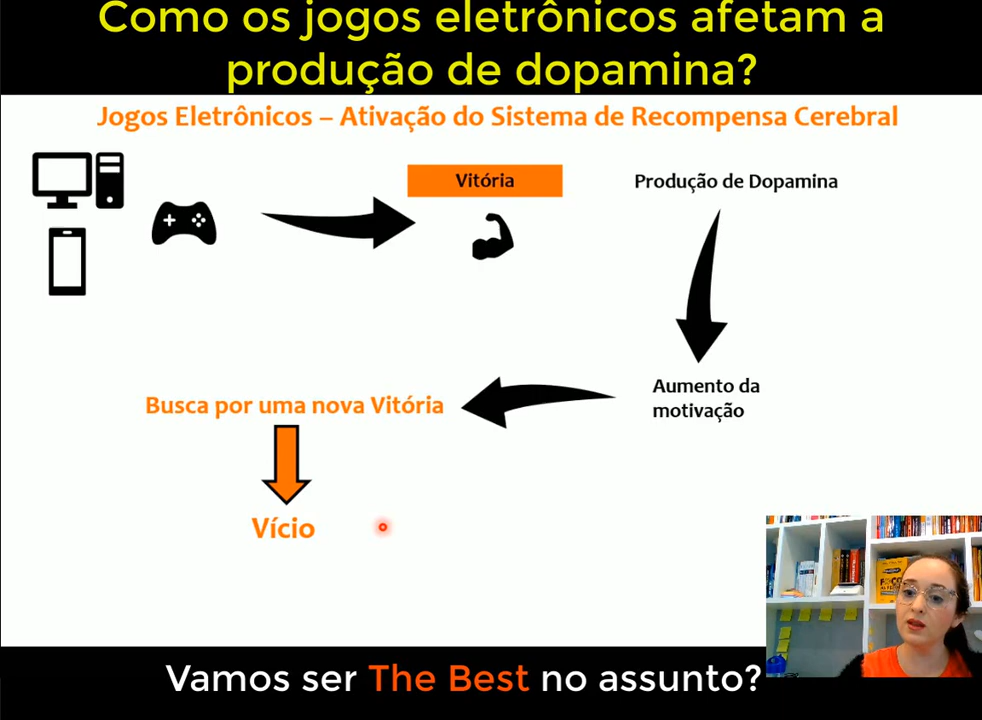 Como os jogos eletrônicos afetam a
produção de dopamina?
Jogos Eletrônicos – Ativação do Sistema de Recompensa Cerebral
Vitória
Produção de Dopamina
Aumento da
motivação
Busca por uma nova Vitória
Vício
Vamos ser The Best no assunto?